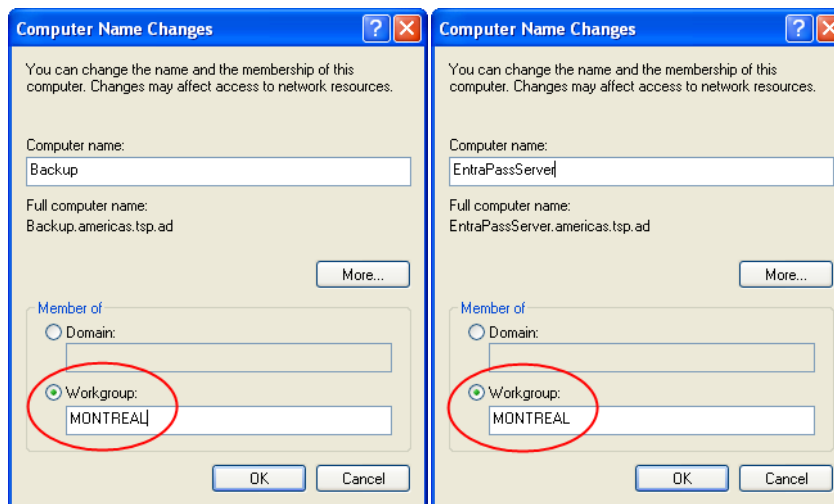 Computer Name Changes
You can change the name and the membership of this
computer. Changes may affect access to network resources.
Computer name:
Backup
Full computer name:
Backup.americas.tsp.ad
More...
Member of
Domain:
Workgroup:
MONTREAL
OK
Cancel
Computer Name Changes
You can change the name and the membership of this
computer. Changes may affect access to network resources.
Computer name:
EntraPassServer
Full computer name:
EntraPassServer.americas.tsp.ad
More...
Member of
Domain:
Workgroup:
MONTREAL
OK
Cancel